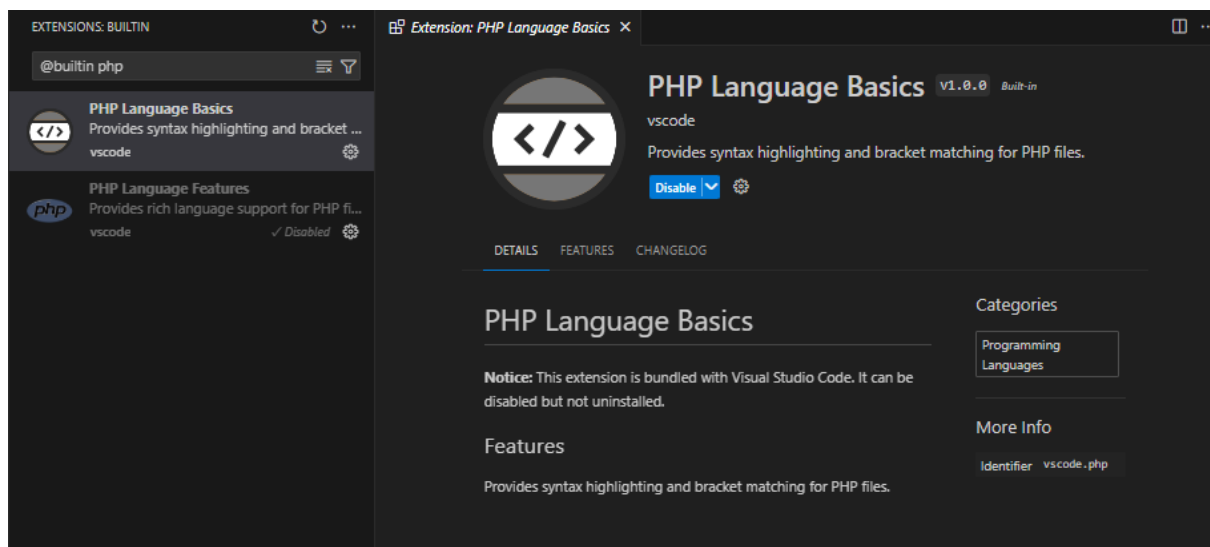 EXTENSIONS: BUILTIN
@builtin php
PHP Language Basics
Provides syntax highlighting and bracket ...
vscode
php
PHP Language Features
Provides rich language support for PHP fi...
vscode
✓ Disabled
Extension: PHP Language Basics
PHP Language Basics v1.0.0 Built-in
vscode
Provides syntax highlighting and bracket matching for PHP files.
Disable
DETAILS FEATURES CHANGELOG
PHP Language Basics
Notice: This extension is bundled with Visual Studio Code. It can be
disabled but not uninstalled.
Features
Provides syntax highlighting and bracket matching for PHP files.
Categories
Programming
Languages
More Info
Identifier vscode.php